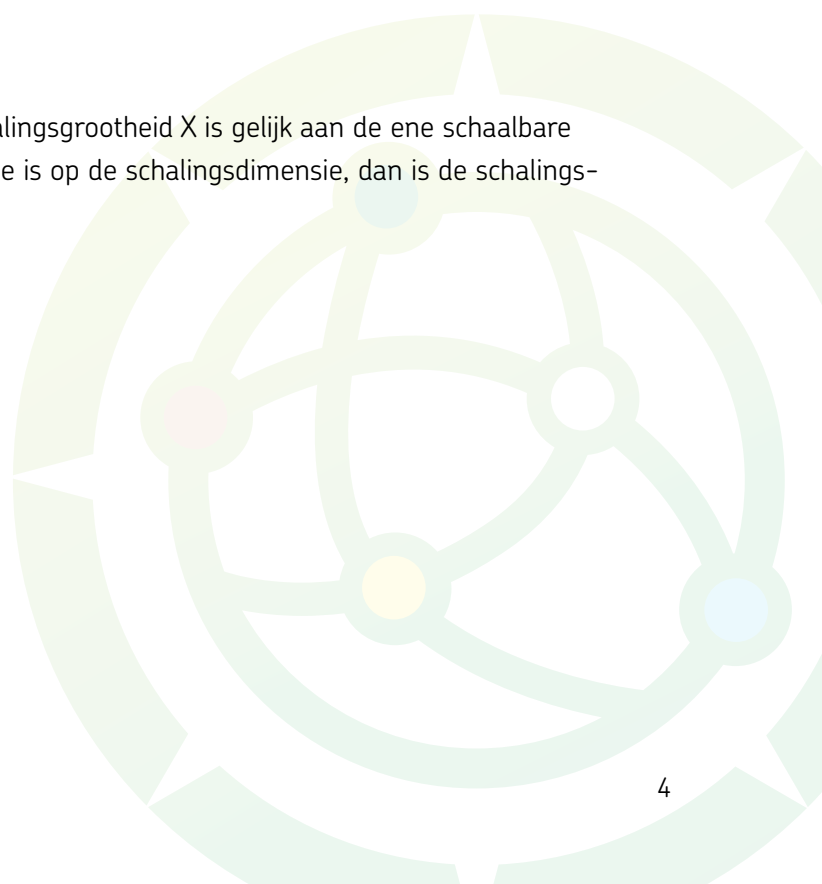 alingsgrootheid X is gelijk aan de ene schaalbare
e is op de schalingsdimensie, dan is de schalings-
4